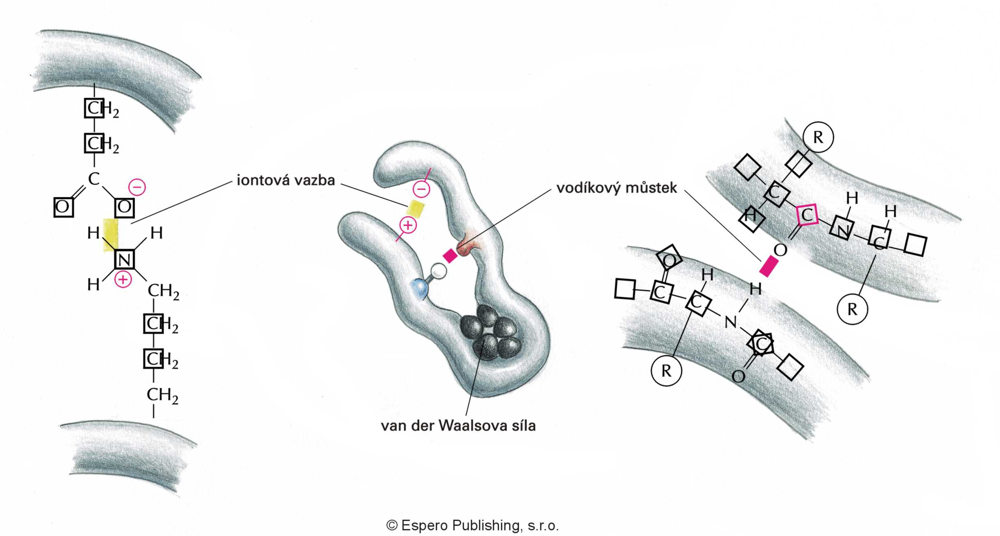 CH2
CH2
C
O
O
−
H
H
N
H
+
CH2
CH2
CH2
CH2
iontová vazba
−
+
van der Waalsova síla
vodíkový můstek
R
C
H
C
H
H
N
C
O
R
O
H
C
C
H
N
C
R
O
© Espero Publishing, s.r.o.